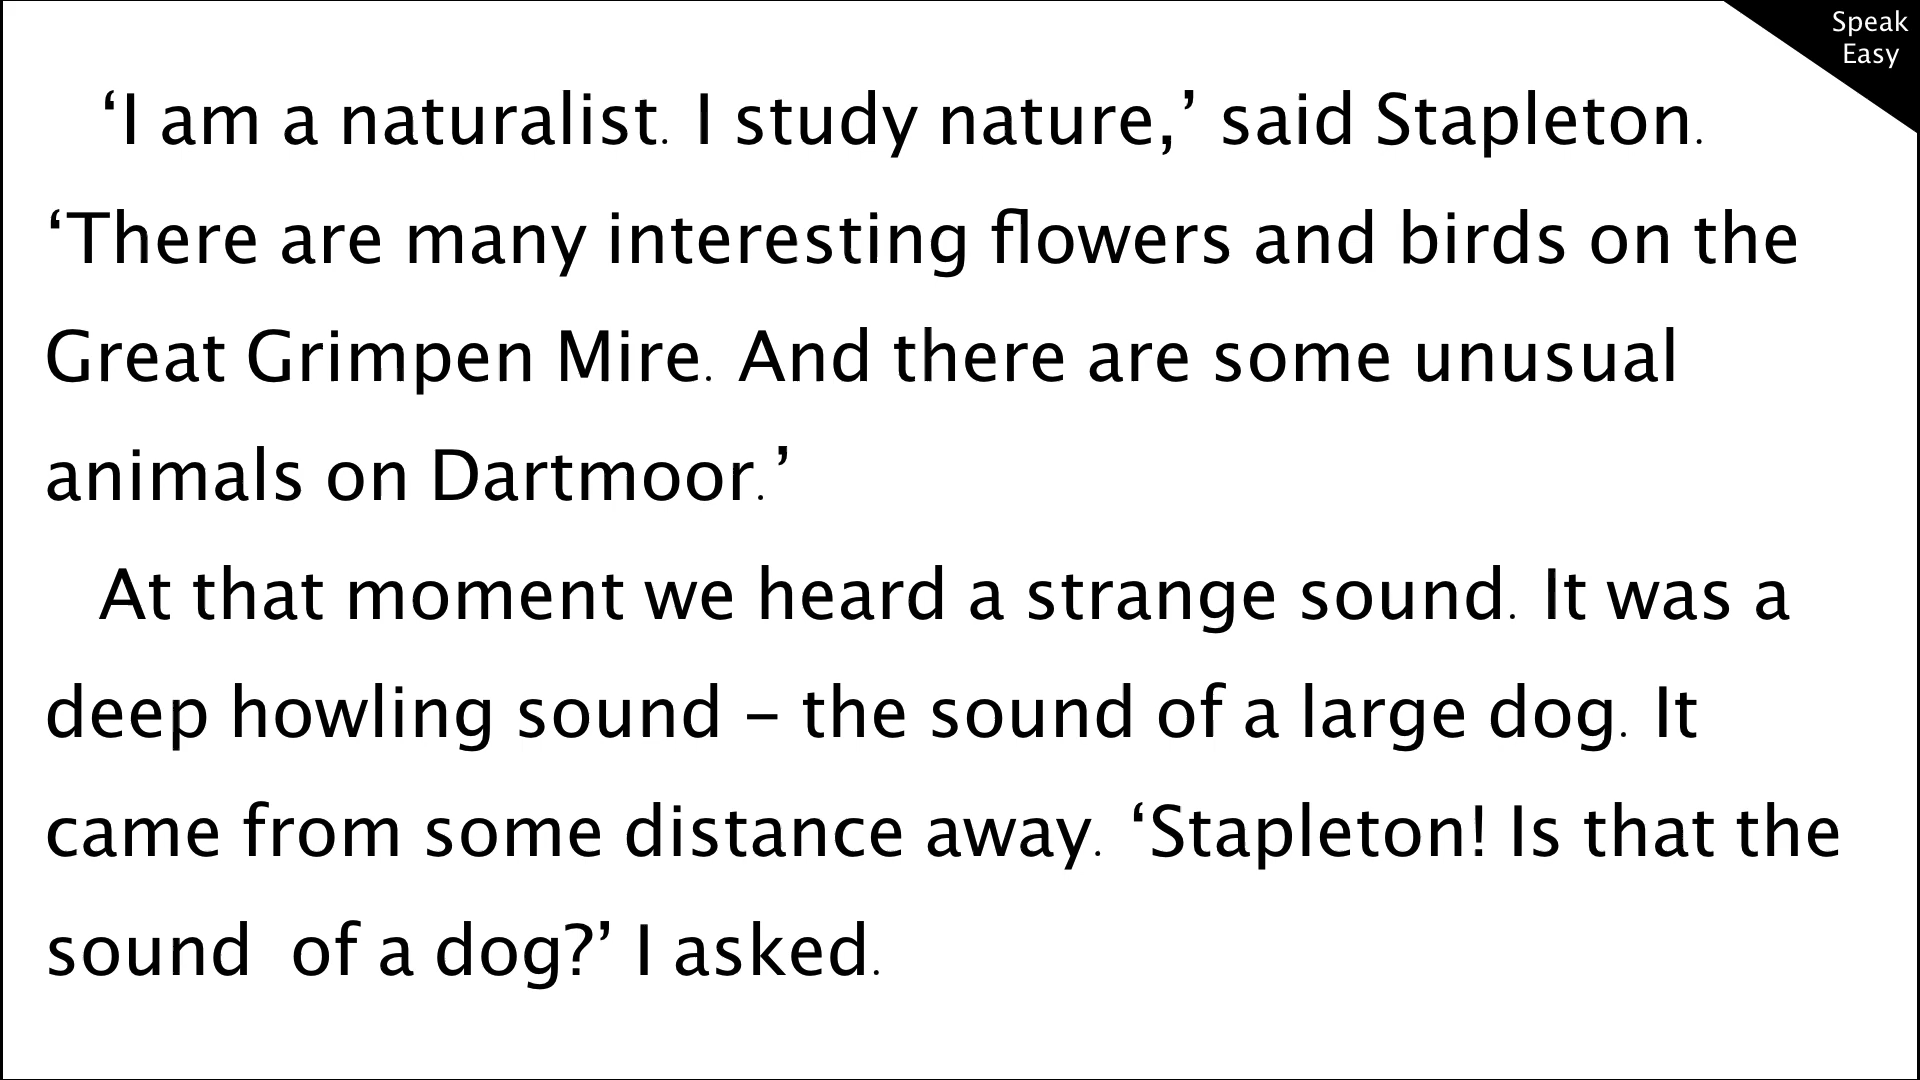 Speak
Easy
‘I am a naturalist. I study nature,’ said Stapleton.
‘There are many interesting flowers and birds on the
Great Grimpen Mire. And there are some unusual
animals on Dartmoor.’
At that moment we heard a strange sound. It was a
deep howling sound – the sound of a large dog. It
came from some distance away. ‘Stapleton! Is that the
sound  of a dog?’ I asked.